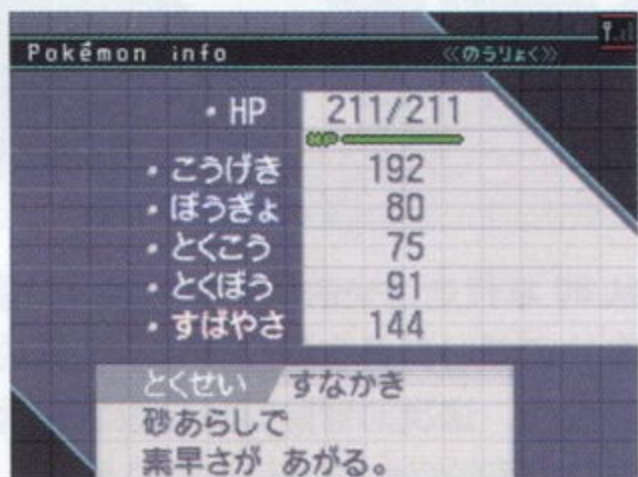 Pokémon info 《のうりょく》
・HP 211/211
HP
・こうげき 192
・ぼうぎょ 80
・とくこう 75
・とくぼう 91
・すばやさ 144
とくせい すなかき
砂あらしで
素早さが あがる。